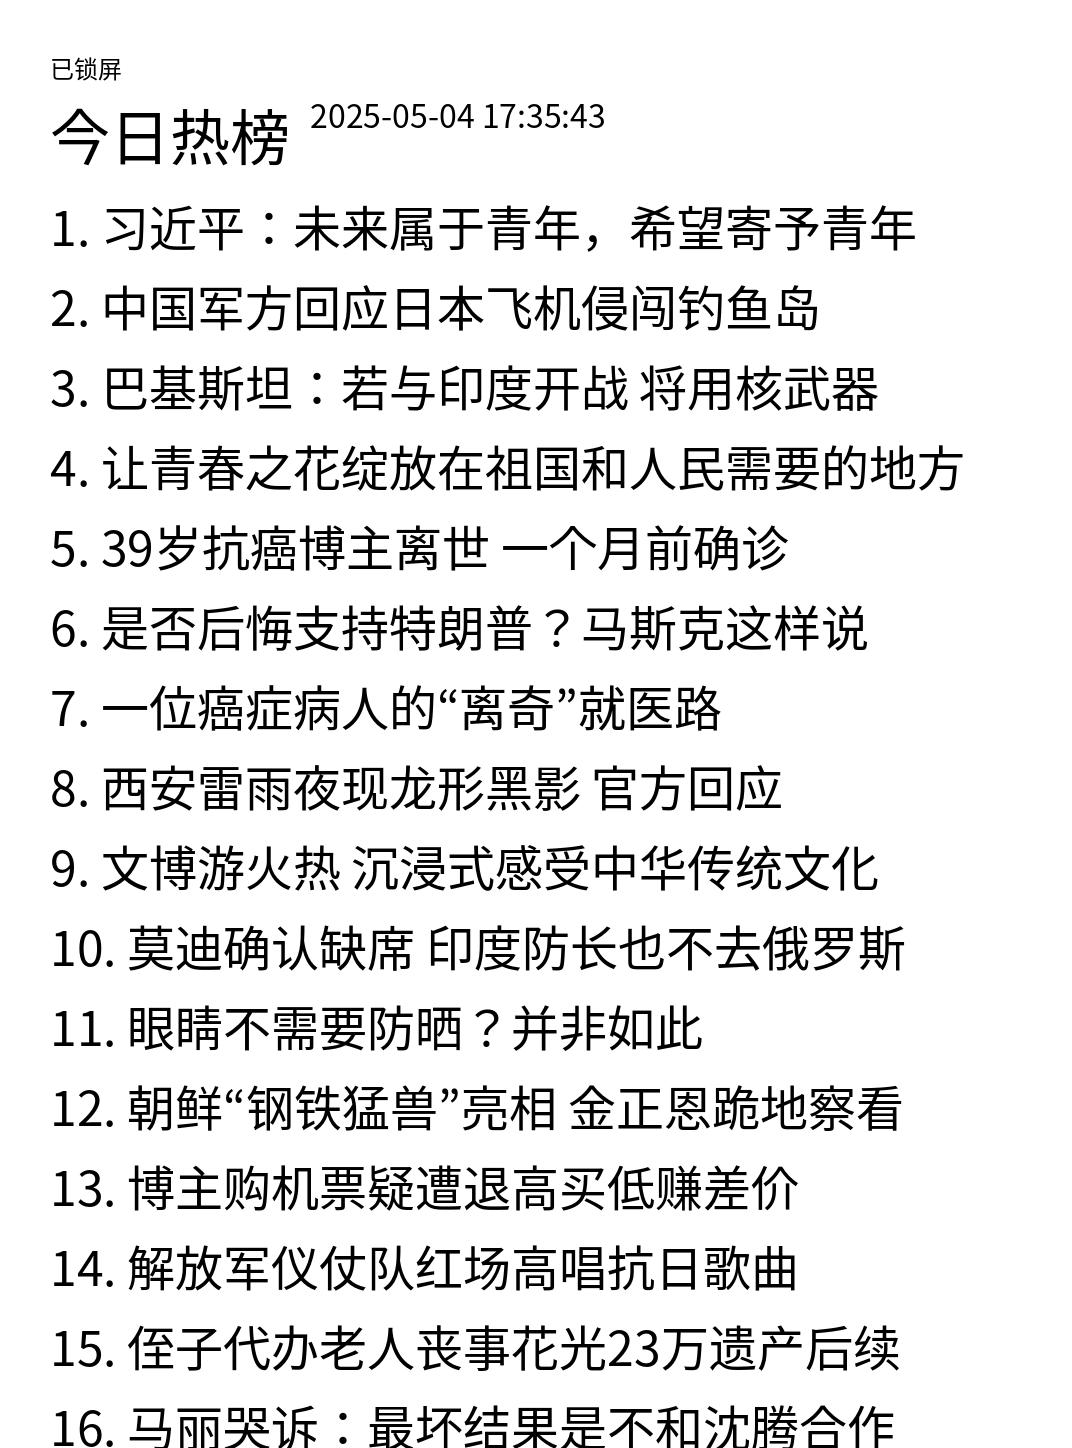 已锁屏
今日热榜 2025-05-04 17:35:43
1. 习近平：未来属于青年，希望寄予青年
2. 中国军方回应日本飞机侵闯钓鱼岛
3. 巴基斯坦：若与印度开战 将用核武器
4. 让青春之花绽放在祖国和人民需要的地方
5. 39岁抗癌博主离世 一个月前确诊
6. 是否后悔支持特朗普？马斯克这样说
7. 一位癌症病人的“离奇”就医路
8. 西安雷雨夜现龙形黑影 官方回应
9. 文博游火热 沉浸式感受中华传统文化
10. 莫迪确认缺席 印度防长也不去俄罗斯
11. 眼睛不需要防晒？并非如此
12. 朝鲜“钢铁猛兽”亮相 金正恩跪地察看
13. 博主购机票疑遭退高买低赚差价
14. 解放军仪仗队红场高唱抗日歌曲
15. 侄子代办老人丧事花光23万遗产后续
16. 马丽哭诉：最坏结果是不和沈腾合作